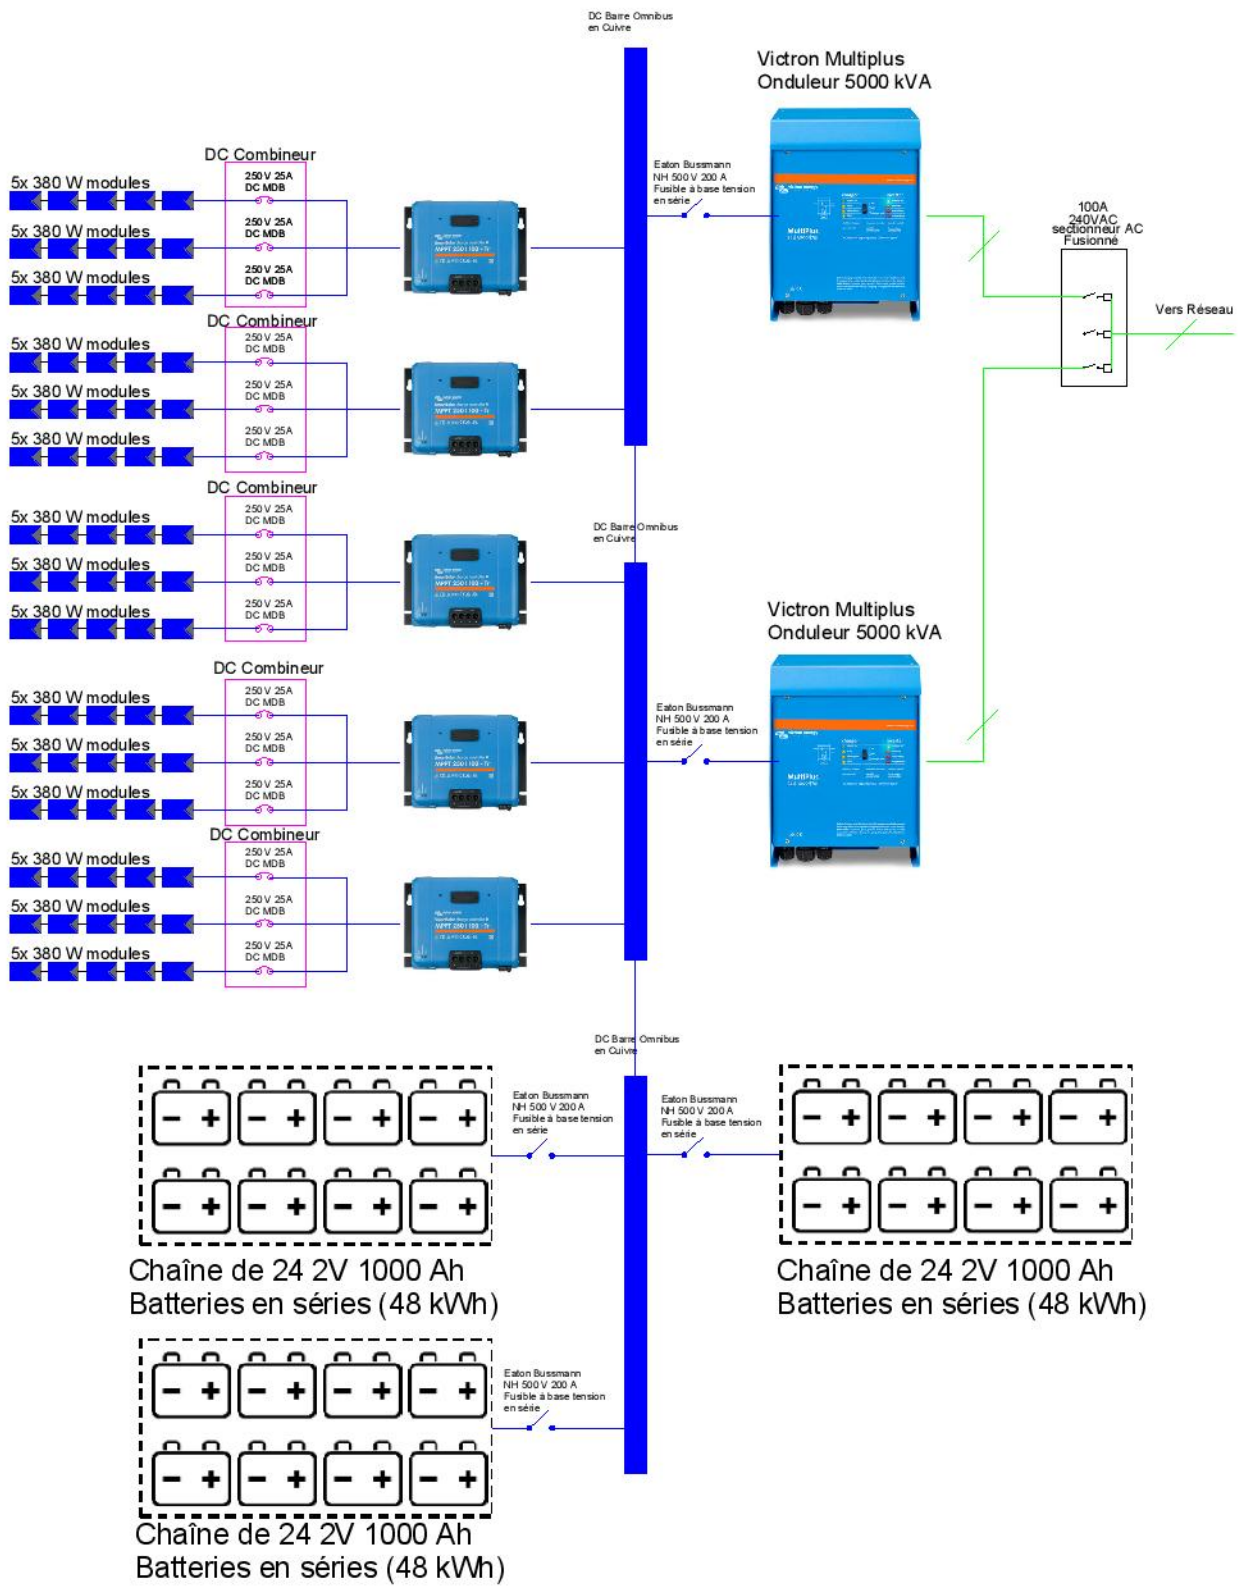 DC Barre Omnibus
en Cuivre
Victron Multiplus
Onduleur 5000 kVA
DC Combineur
5x 380 W modules
250 V 25A
DC MDB
5x 380 W modules
250 V 25A
DC MDB
5x 380 W modules
250 V 25A
DC MDB
Eaton Bussmann
NH 500 V 200 A
Fusible à base tension
en série
MultiPlus
100A
240VAC
sectionneur AC
Fusionné
Vers Réseau
DC Combineur
5x 380 W modules
250 V 25A
DC MDB
5x 380 W modules
250 V 25A
DC MDB
5x 380 W modules
250 V 25A
DC MDB
DC Combineur
5x 380 W modules
250 V 25A
DC MDB
5x 380 W modules
250 V 25A
DC MDB
5x 380 W modules
250 V 25A
DC MDB
DC Barre Omnibus
en Cuivre
Victron Multiplus
Onduleur 5000 kVA
DC Combineur
5x 380 W modules
250 V 25A
DC MDB
5x 380 W modules
250 V 25A
DC MDB
5x 380 W modules
250 V 25A
DC MDB
Eaton Bussmann
NH 500 V 200 A
Fusible à base tension
en série
MultiPlus
DC Combineur
5x 380 W modules
250 V 25A
DC MDB
5x 380 W modules
250 V 25A
DC MDB
5x 380 W modules
250 V 25A
DC MDB
DC Barre Omnibus
en Cuivre
Eaton Bussmann
NH 500 V 200 A
Fusible à base tension
en série
Eaton Bussmann
NH 500 V 200 A
Fusible à base tension
en série
Chaîne de 24 2V 1000 Ah
Batteries en séries (48 kWh)
Chaîne de 24 2V 1000 Ah
Batteries en séries (48 kWh)
Eaton Bussmann
NH 500 V 200 A
Fusible à base tension
en série
Chaîne de 24 2V 1000 Ah
Batteries en séries (48 kWh)